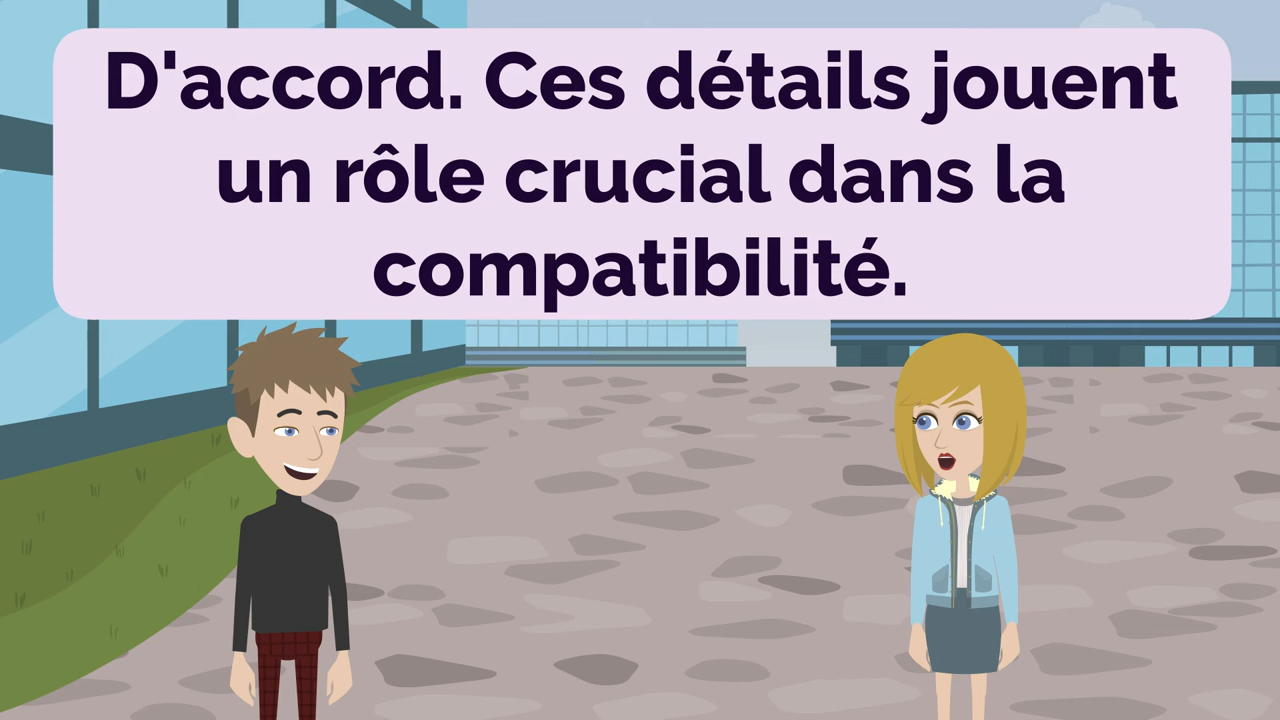 D'accord. Ces détails jouent
un rôle crucial dans la
compatibilité.